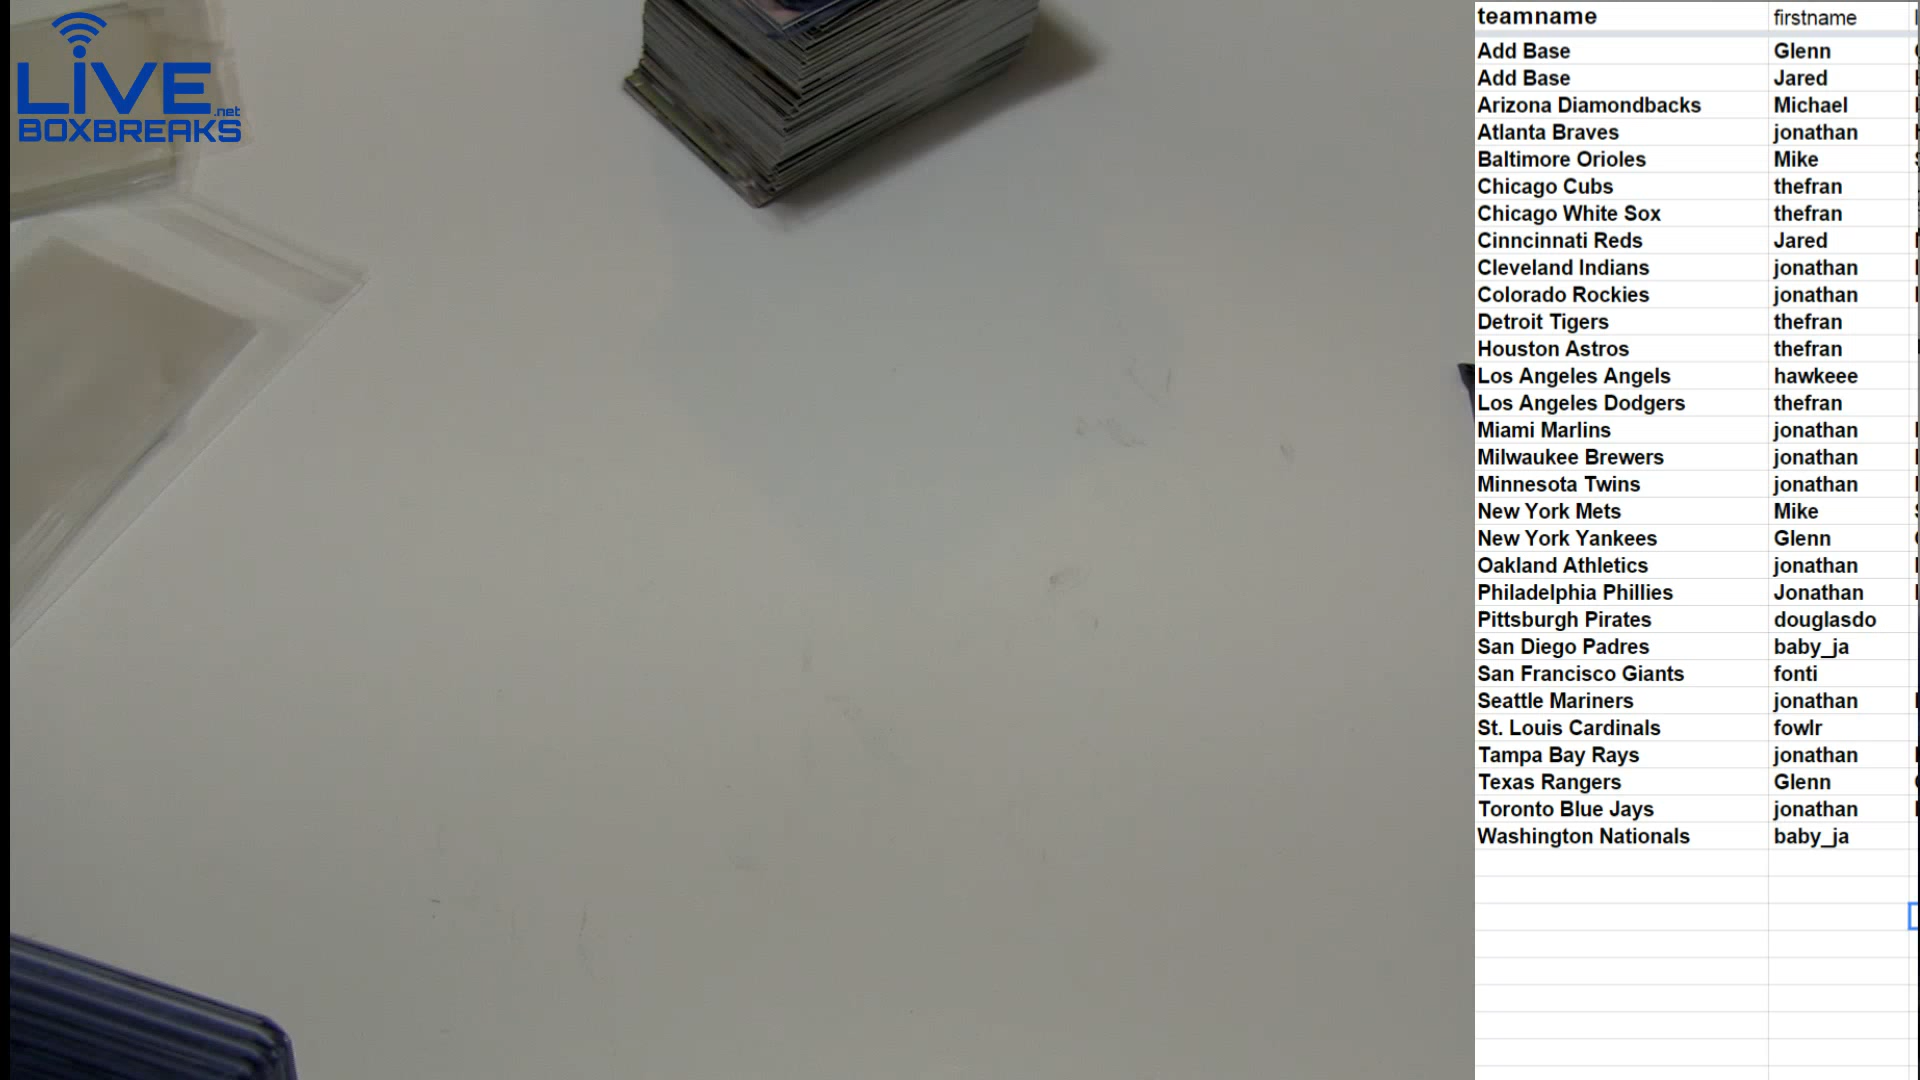 LIVE.net
BOXBREAKS
teamname firstname
Add Base Glenn
Add Base Jared
Arizona Diamondbacks Michael
Atlanta Braves jonathan
Baltimore Orioles Mike
Chicago Cubs thefran
Chicago White Sox thefran
Cinncinnati Reds Jared
Cleveland Indians jonathan
Colorado Rockies jonathan
Detroit Tigers thefran
Houston Astros thefran
Los Angeles Angels hawkeee
Los Angeles Dodgers thefran
Miami Marlins jonathan
Milwaukee Brewers jonathan
Minnesota Twins jonathan
New York Mets Mike
New York Yankees Glenn
Oakland Athletics jonathan
Philadelphia Phillies Jonathan
Pittsburgh Pirates douglasdo
San Diego Padres baby_ja
San Francisco Giants fonti
Seattle Mariners jonathan
St. Louis Cardinals fowlr
Tampa Bay Rays jonathan
Texas Rangers Glenn
Toronto Blue Jays jonathan
Washington Nationals baby_ja